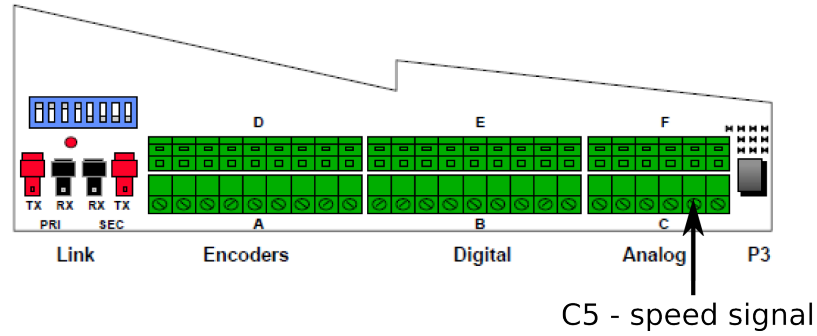 D E F
TX RX RX TX
PRI SEC A B C
Link Encoders Digital Analog P3
C5 - speed signal